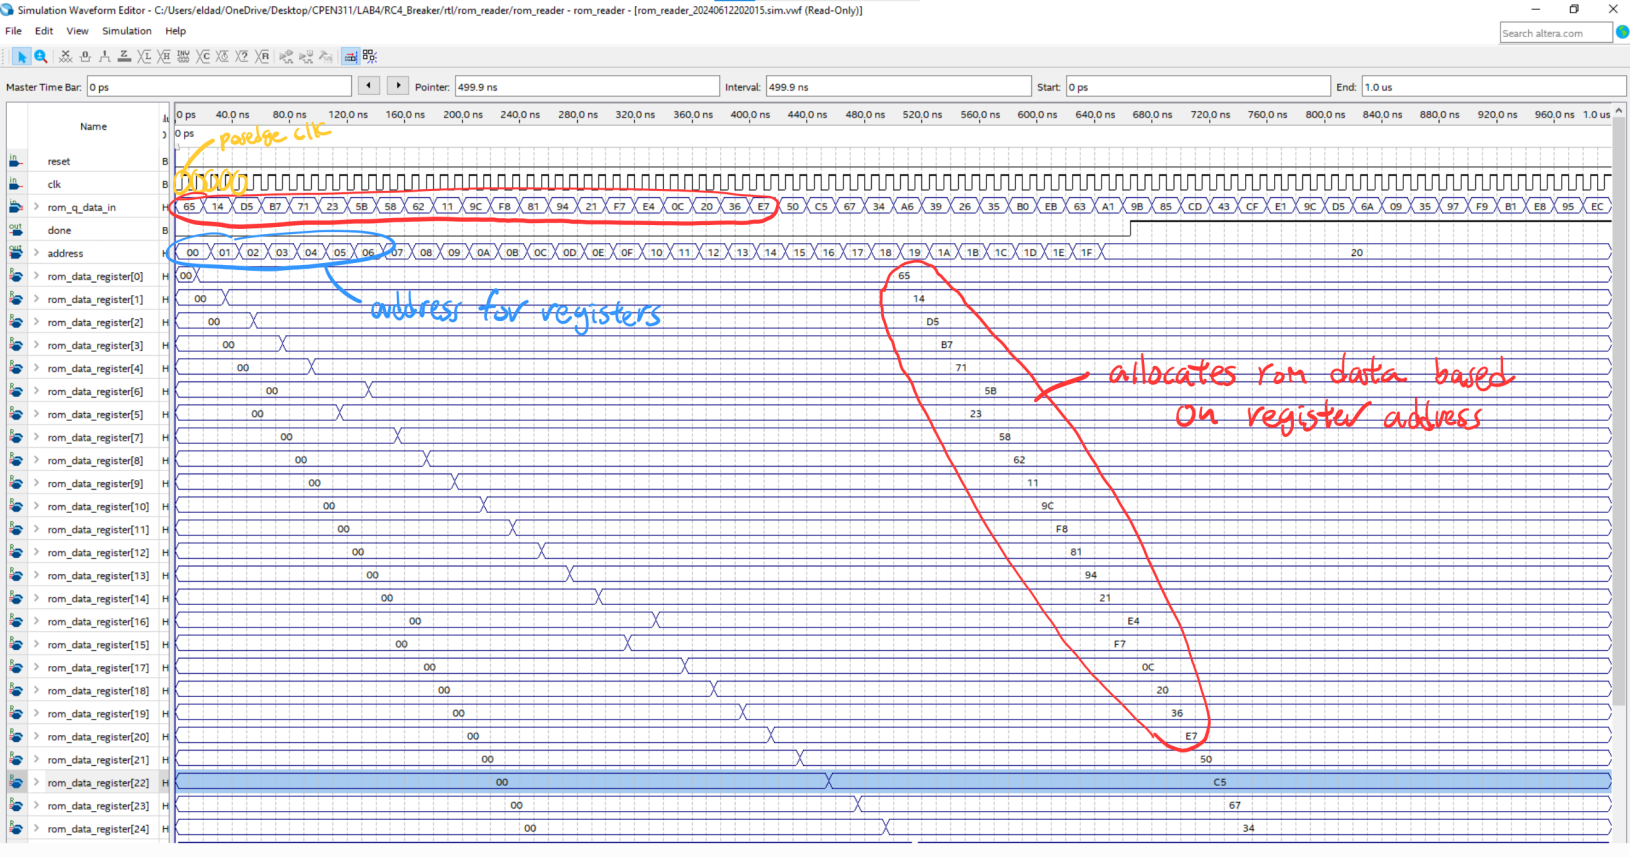 Simulation Waveform Editor - C:/Users/eldad/OneDrive/Desktop/CPEN311/LAB4/RC4_Breaker/rtl/rom_reader/rom_reader - rom_reader - [rom_reader_20240612202015.sim.vwf (Read-Only)]
File Edit View Simulation Help
Search altera.com
Master Time Bar: 0 ps Pointer: 499.9 ns Interval: 499.9 ns Start: 0 ps End: 1.0 us
Name 0 ps 40.0 ns 80.0 ns 120.0 ns 160.0 ns 200.0 ns 240.0 ns 280.0 ns 320.0 ns 360.0 ns 400.0 ns 440.0 ns 480.0 ns 520.0 ns 560.0 ns 600.0 ns 640.0 ns 680.0 ns 720.0 ns 760.0 ns 800.0 ns 840.0 ns 880.0 ns 920.0 ns 960.0 ns 1.0 us
0 ps
posedge clk
reset B
clk B
rom_q_data_in H 65 14 D5 B7 71 23 5B 58 62 11 9C F8 81 94 21 F7 E4 0C 20 36 E7 50 C5 67 34 A6 39 26 35 B0 EB 63 A1 9B 85 CD 43 CF E1 9C D5 6A 09 35 97 F9 B1 E8 95 EC
done B
address H 00 01 02 03 04 05 06 07 08 09 0A 0B 0C 0D 0E 0F 10 11 12 13 14 15 16 17 18 19 1A 1B 1C 1D 1E 1F 20
rom_data_register[0] H 00 65
rom_data_register[1] H 00 14
address for registers
rom_data_register[2] H 00 D5
rom_data_register[3] H 00 B7
rom_data_register[4] H 00 71
allocates rom data based
on register address
rom_data_register[6] H 00 5B
rom_data_register[5] H 00 23
rom_data_register[7] H 00 58
rom_data_register[8] H 00 62
rom_data_register[9] H 00 11
rom_data_register[10] H 00 9C
rom_data_register[11] H 00 F8
rom_data_register[12] H 00 81
rom_data_register[13] H 00 94
rom_data_register[14] H 00 21
rom_data_register[16] H 00 E4
rom_data_register[15] H 00 F7
rom_data_register[17] H 00 0C
rom_data_register[18] H 00 20
rom_data_register[19] H 00 36
rom_data_register[20] H 00 E7
rom_data_register[21] H 00 50
rom_data_register[22] H 00 C5
rom_data_register[23] H 00 67
rom_data_register[24] H 00 34